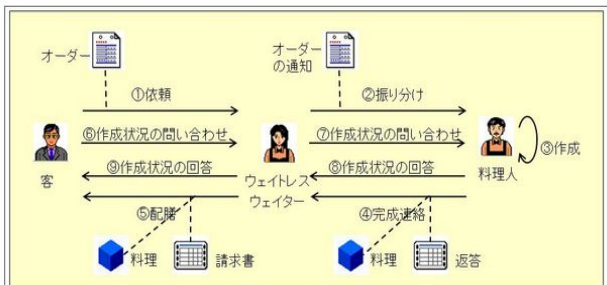 オーダー
オーダー
の通知
①依頼
②振り分け
⑥作成状況の問い合わせ
⑦作成状況の問い合わせ
③作成
⑨作成状況の回答
⑧作成状況の回答
客
ウェイトレス
ウェイター
料理人
⑤配膳
④完成連絡
料理
請求書
料理
返答